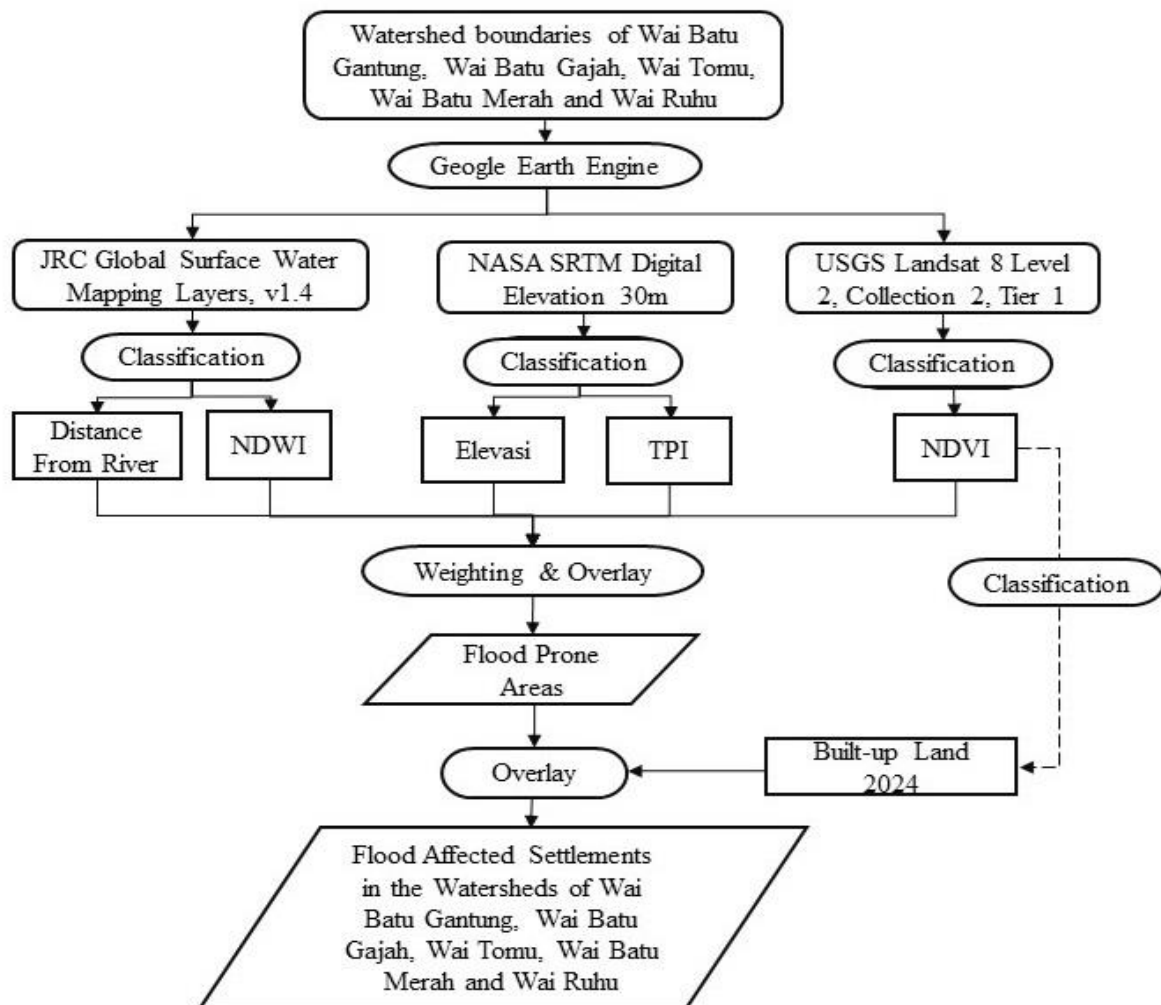 Watershed boundaries of Wai Batu
Gantung, Wai Batu Gajah, Wai Tomu,
Wai Batu Merah and Wai Ruhu
Geogle Earth Engine
JRC Global Surface Water
Mapping Layers, v1.4
NASA SRTM Digital
Elevation 30m
USGS Landsat 8 Level
2, Collection 2, Tier 1
Classification
Classification
Classification
Distance
From River
NDWI
Elevasi
TPI
NDVI
Weighting & Overlay
Classification
Flood Prone
Areas
Overlay
Built-up Land
2024
Flood Affected Settlements
in the Watersheds of Wai
Batu Gantung, Wai Batu
Gajah, Wai Tomu, Wai Batu
Merah and Wai Ruhu